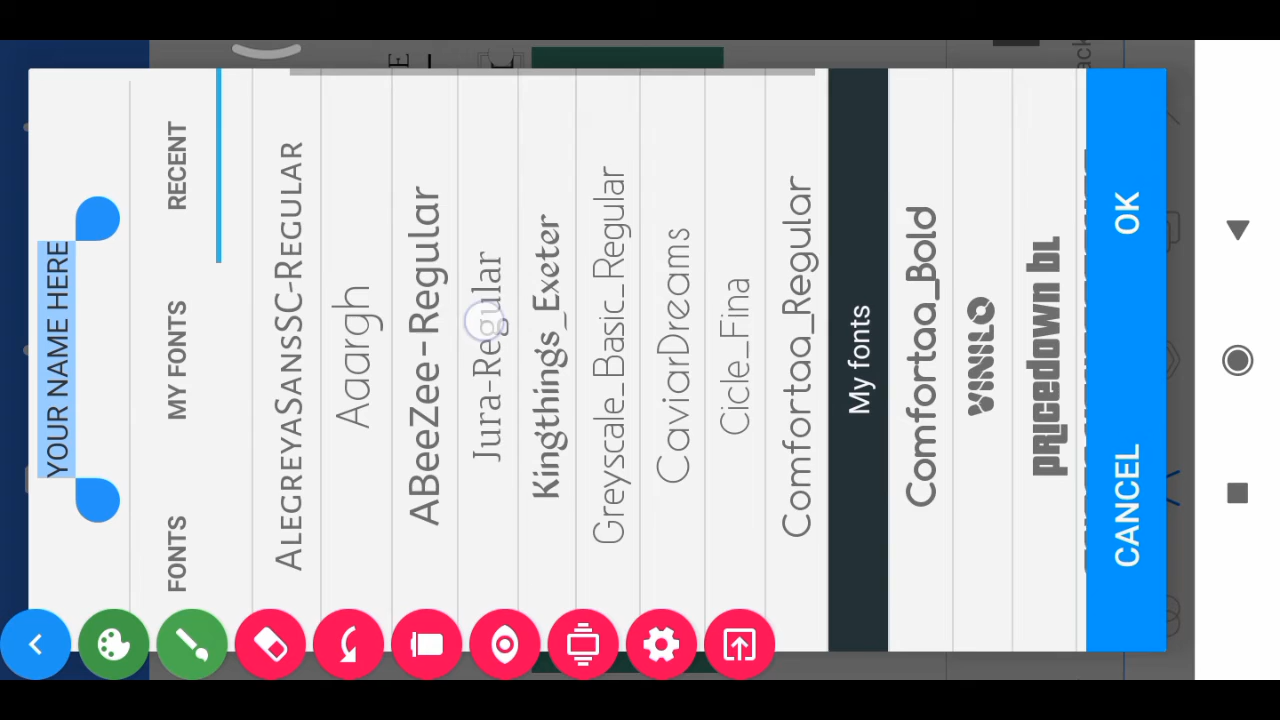 YOUR NAME HERE
FONTS MY FONTS RECENT
ALEGREYASANSSC-REGULAR
Aaargh
ABeeZee-Regular
Jura-Regular
Kingthings_Exeter
Greyscale_Basic_Regular
CaviarDreams
Cicle_Fina
Comfortaa_Regular
My fonts
Comfortaa_Bold
VINILO
PRicedown bL
CANCEL OK